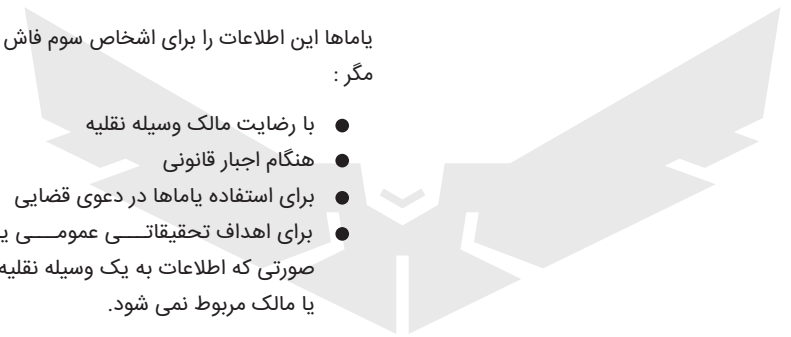 یاماها این اطلاعات را برای اشخاص سوم فاش
مگر :
● با رضایت مالک وسیله نقلیه
● هنگام اجبار قانونی
● برای استفاده یاماها در دعوی قضایی
● برای اهداف تحقیقاتـــی عمومـــی
صورتی که اطلاعات به یک وسیله نقلیه
یا مالک مربوط نمی شود.